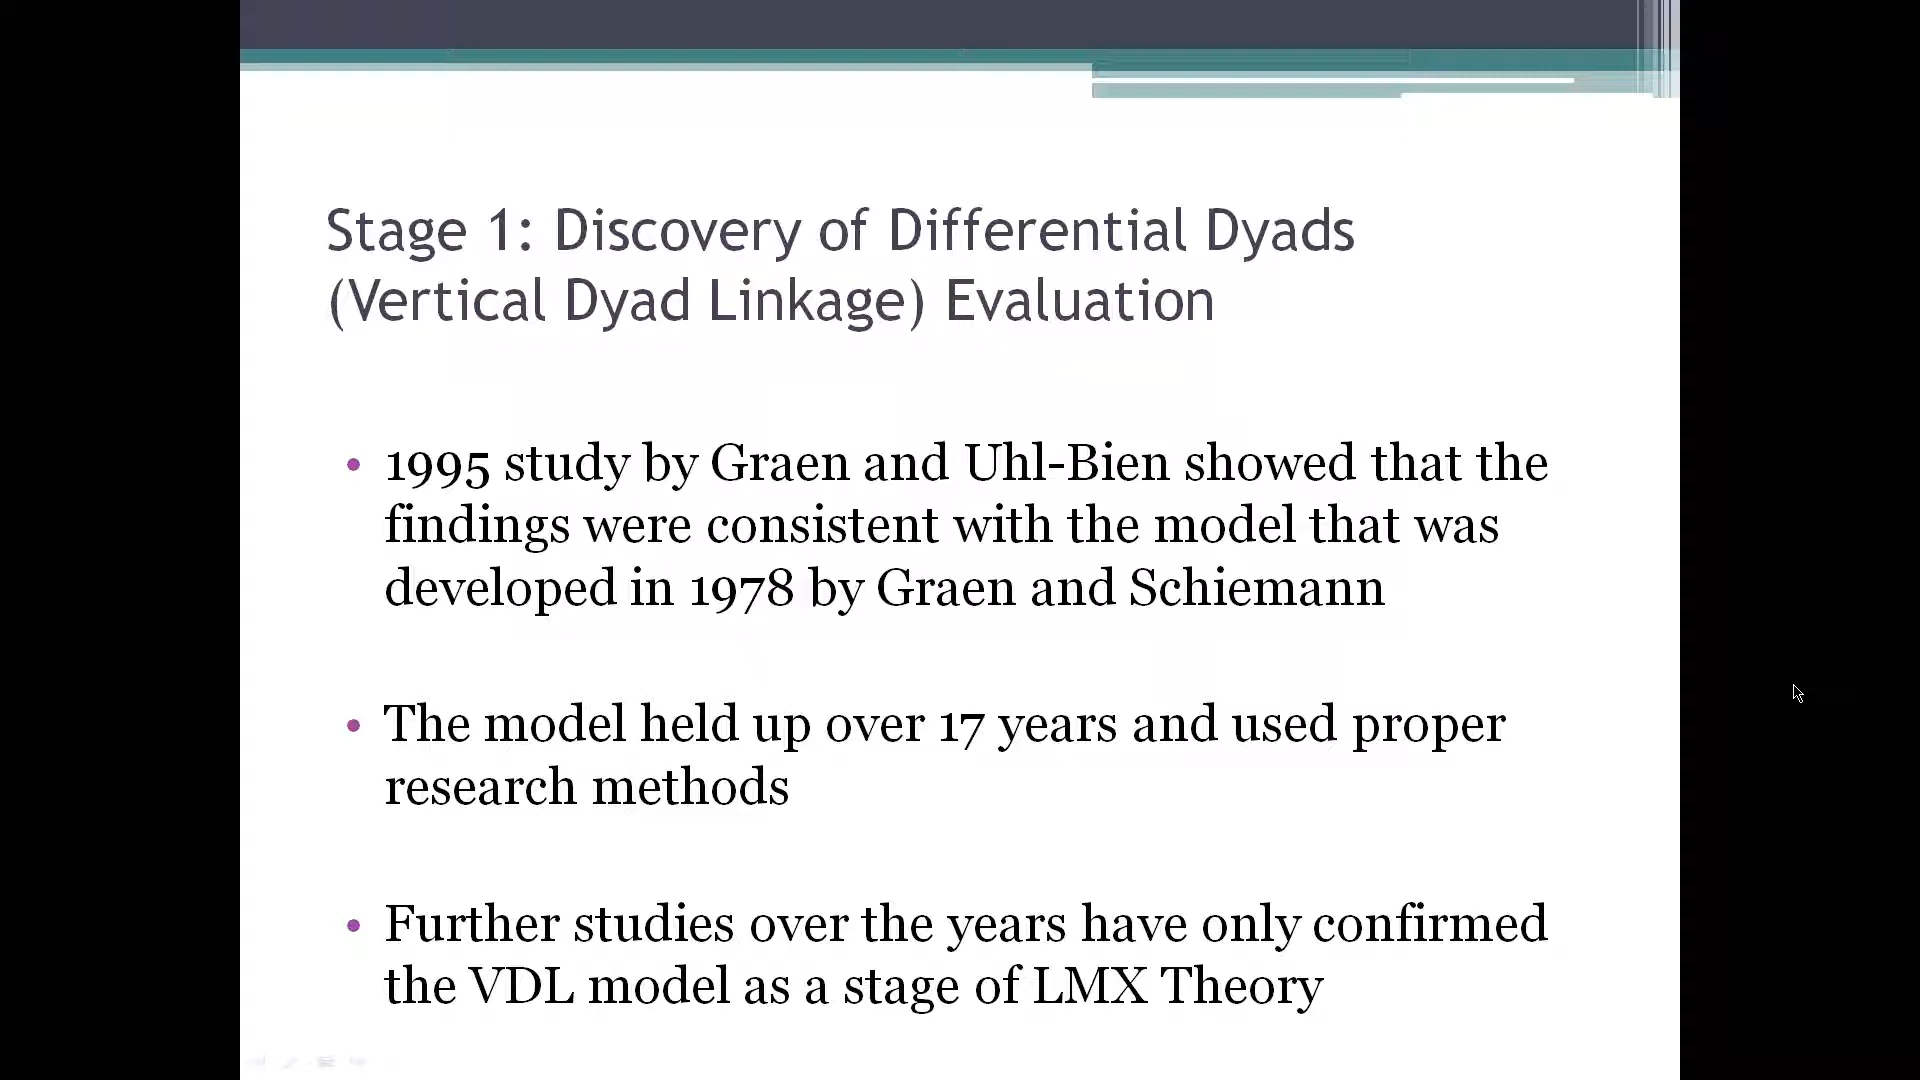 Stage 1: Discovery of Differential Dyads
(Vertical Dyad Linkage) Evaluation
• 1995 study by Graen and Uhl-Bien showed that the
findings were consistent with the model that was
developed in 1978 by Graen and Schiemann
• The model held up over 17 years and used proper
research methods
• Further studies over the years have only confirmed
the VDL model as a stage of LMX Theory